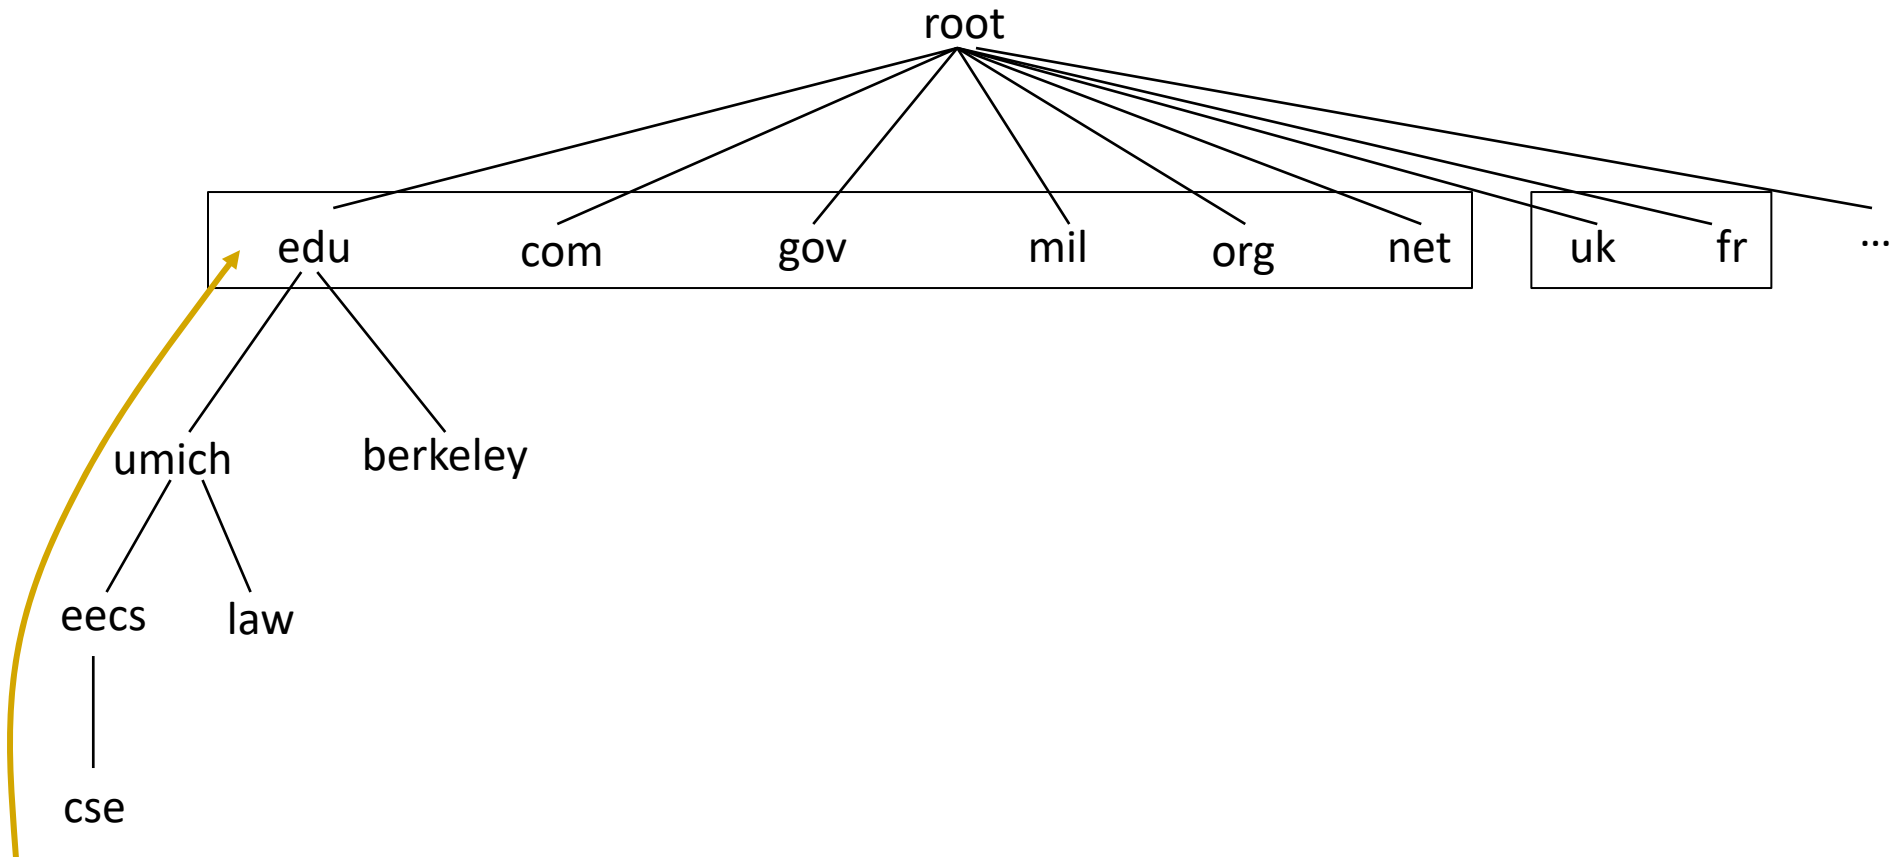 root
edu com gov mil org net uk fr ...
umich berkeley
eecs law
cse